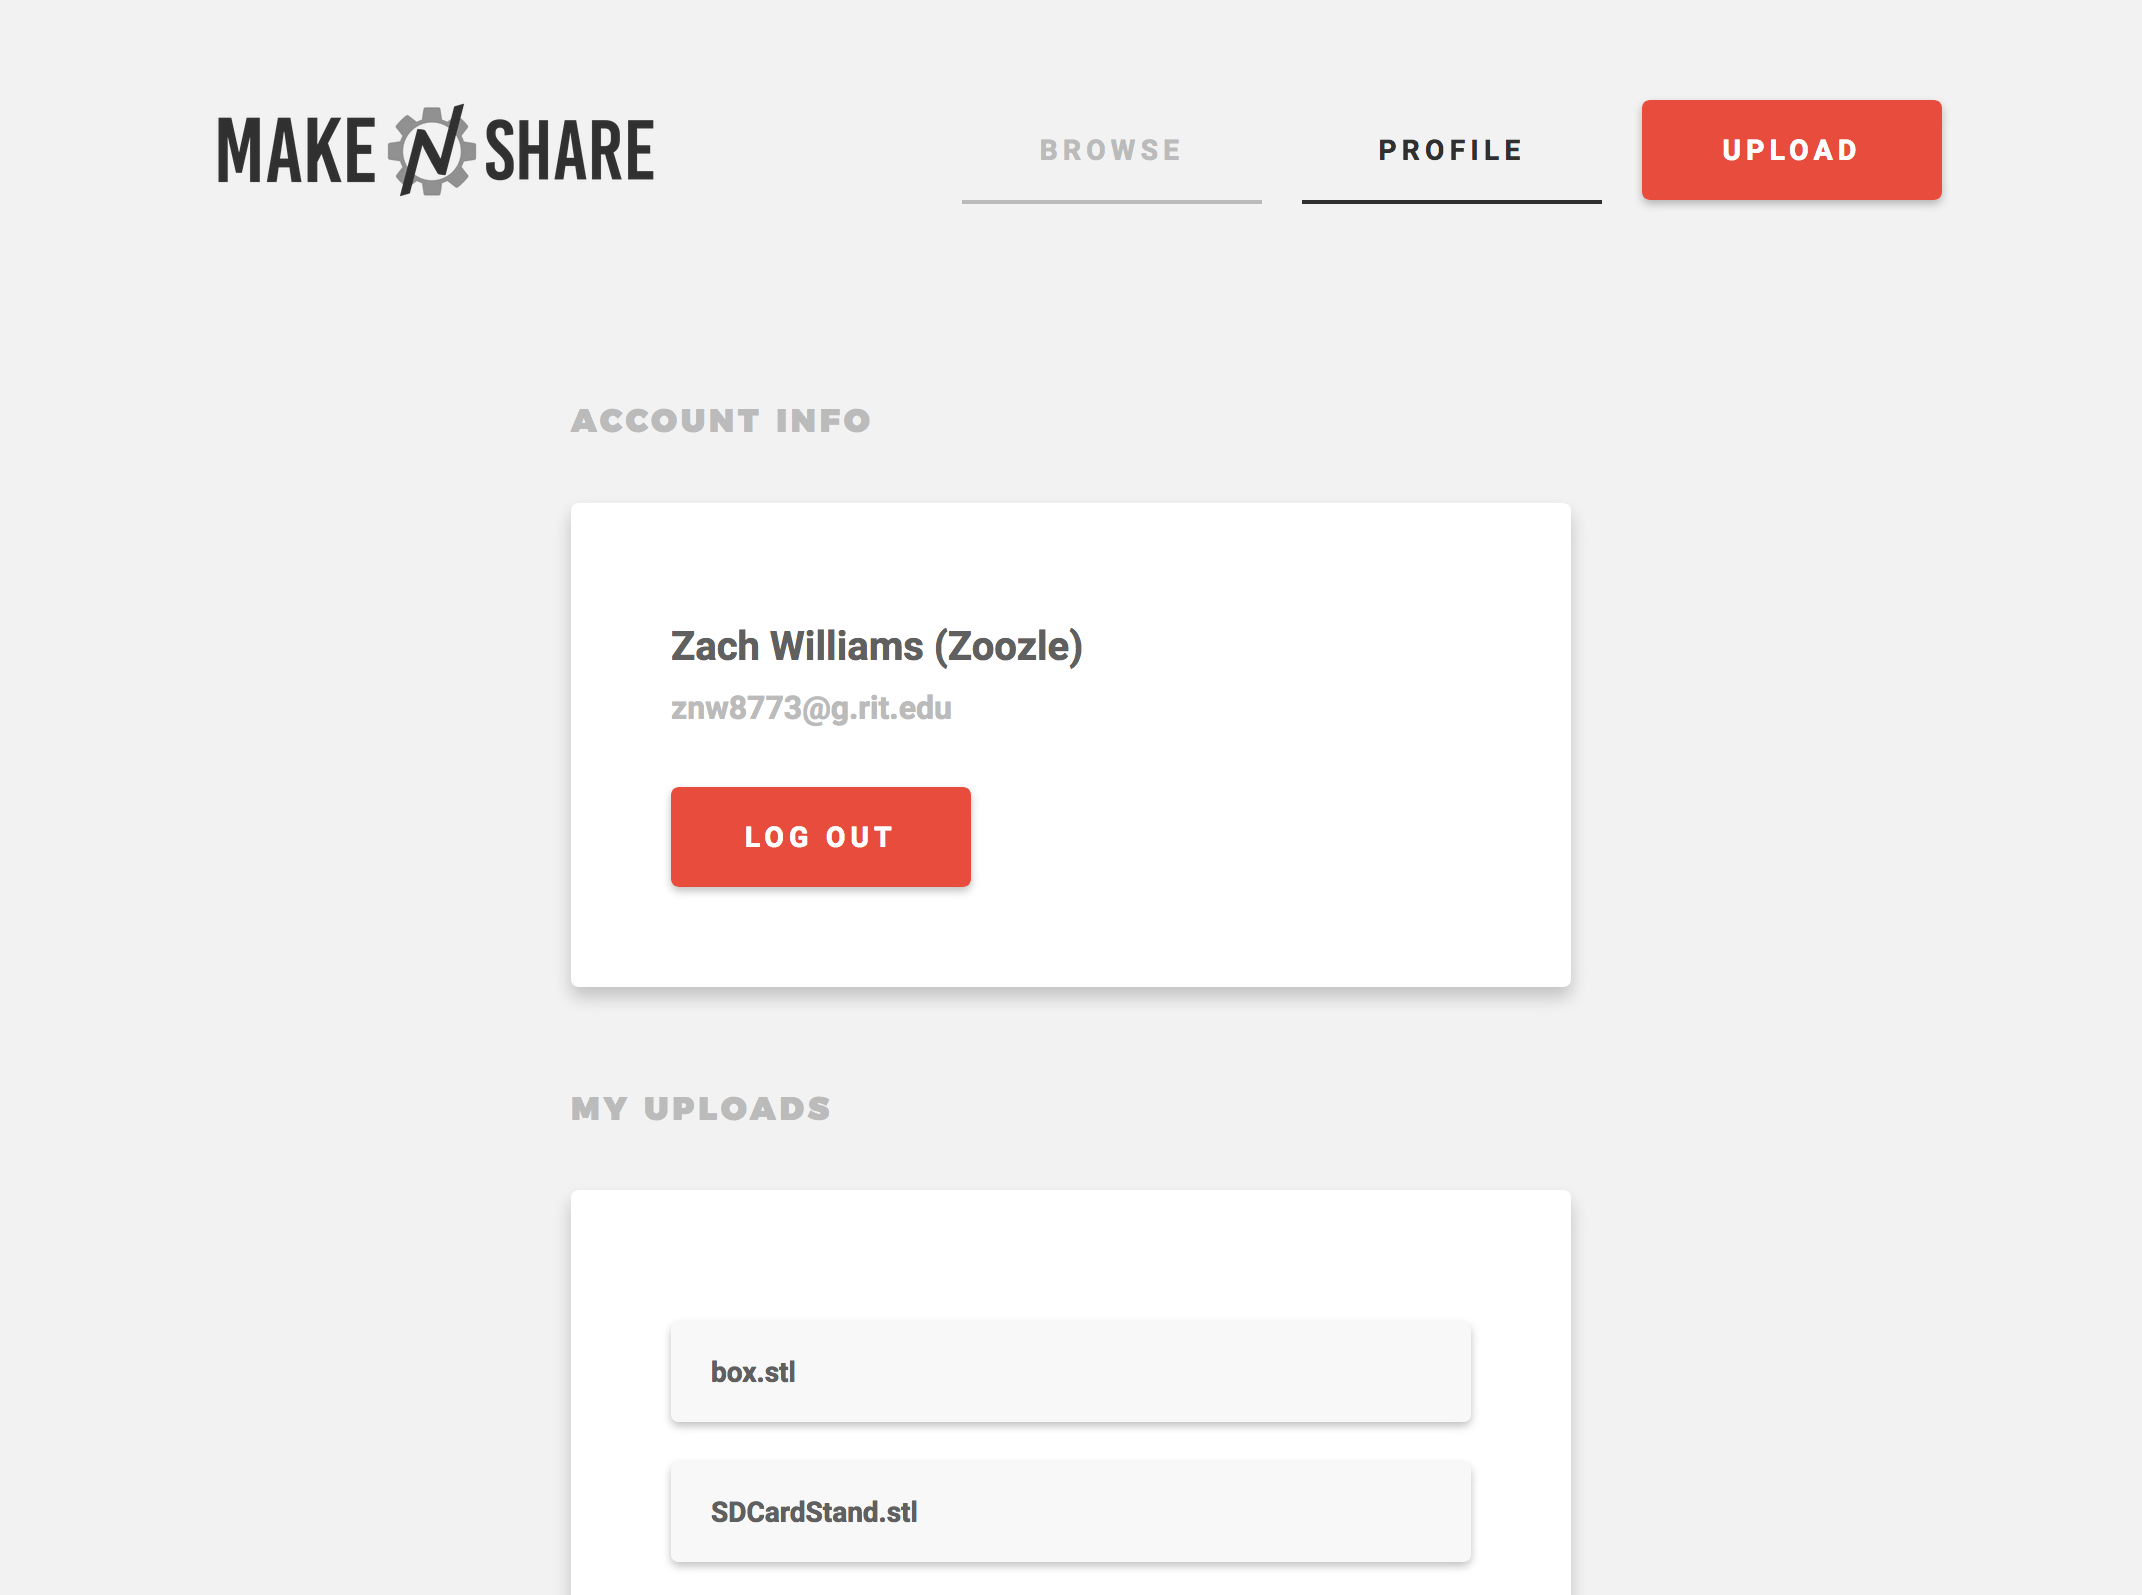 MAKE N SHARE
BROWSE
PROFILE
UPLOAD
ACCOUNT INFO
Zach Williams (Zoozle)
znw8773@g.rit.edu
LOG OUT
MY UPLOADS
box.stl
SDCardStand.stl